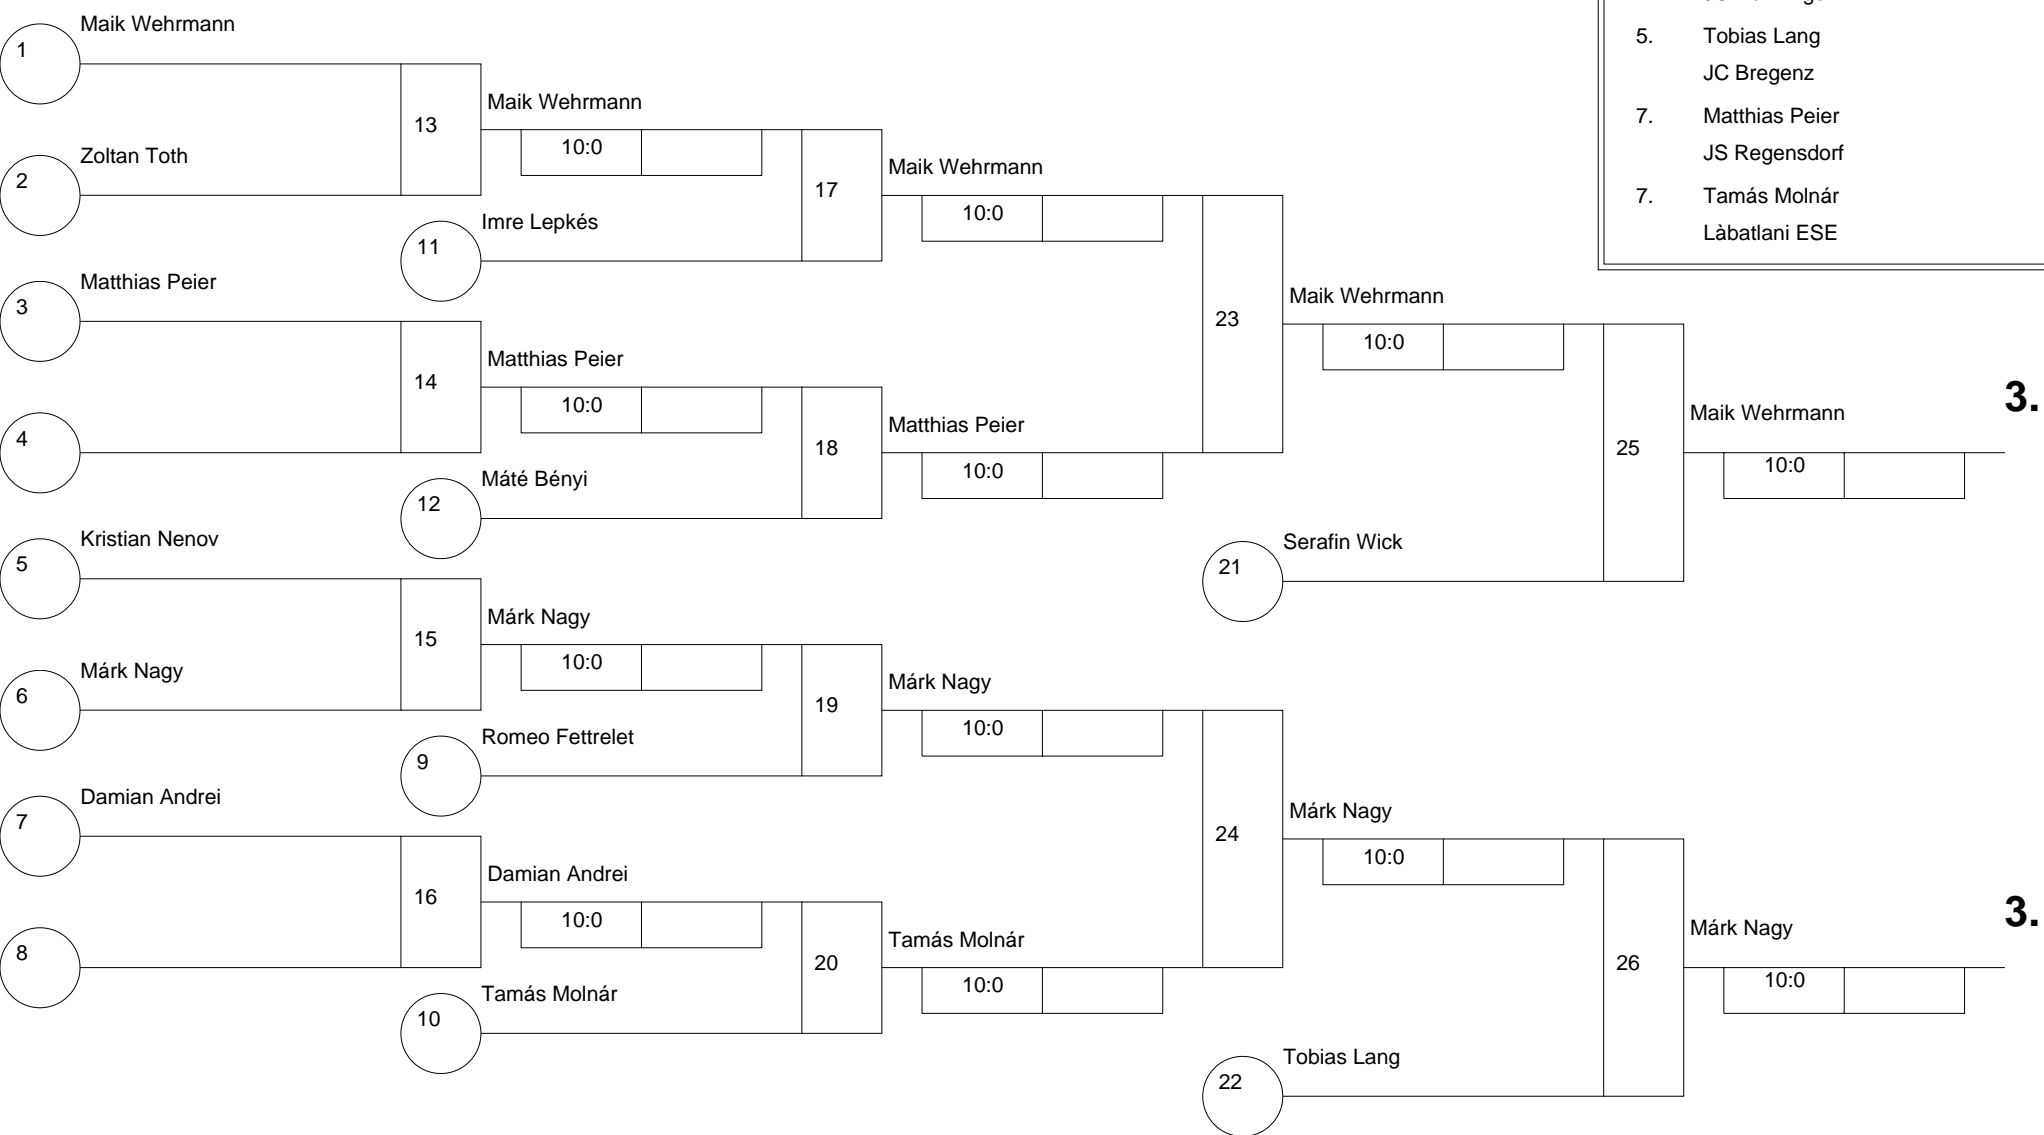 5. Tobias Lang
JC Bregenz
7. Matthias Peier
JS Regensdorf
7. Tamás Molnár
Làbatlani ESE
Maik Wehrmann
1
13
Maik Wehrmann
10:0
Zoltan Toth
2
17
Maik Wehrmann
10:0
Imre Lepkés
11
Matthias Peier
3
23
Maik Wehrmann
10:0
14
Matthias Peier
10:0
4
18
Matthias Peier
10:0
Máté Bényi
12
25
Maik Wehrmann
10:0
3.
Kristian Nenov
5
Serafin Wick
21
15
Márk Nagy
10:0
Márk Nagy
6
19
Márk Nagy
10:0
Romeo Fettrelet
9
Damian Andrei
7
24
Márk Nagy
10:0
16
Damian Andrei
10:0
8
20
Tamás Molnár
10:0
Tamás Molnár
10
26
Márk Nagy
10:0
3.
Tobias Lang
22